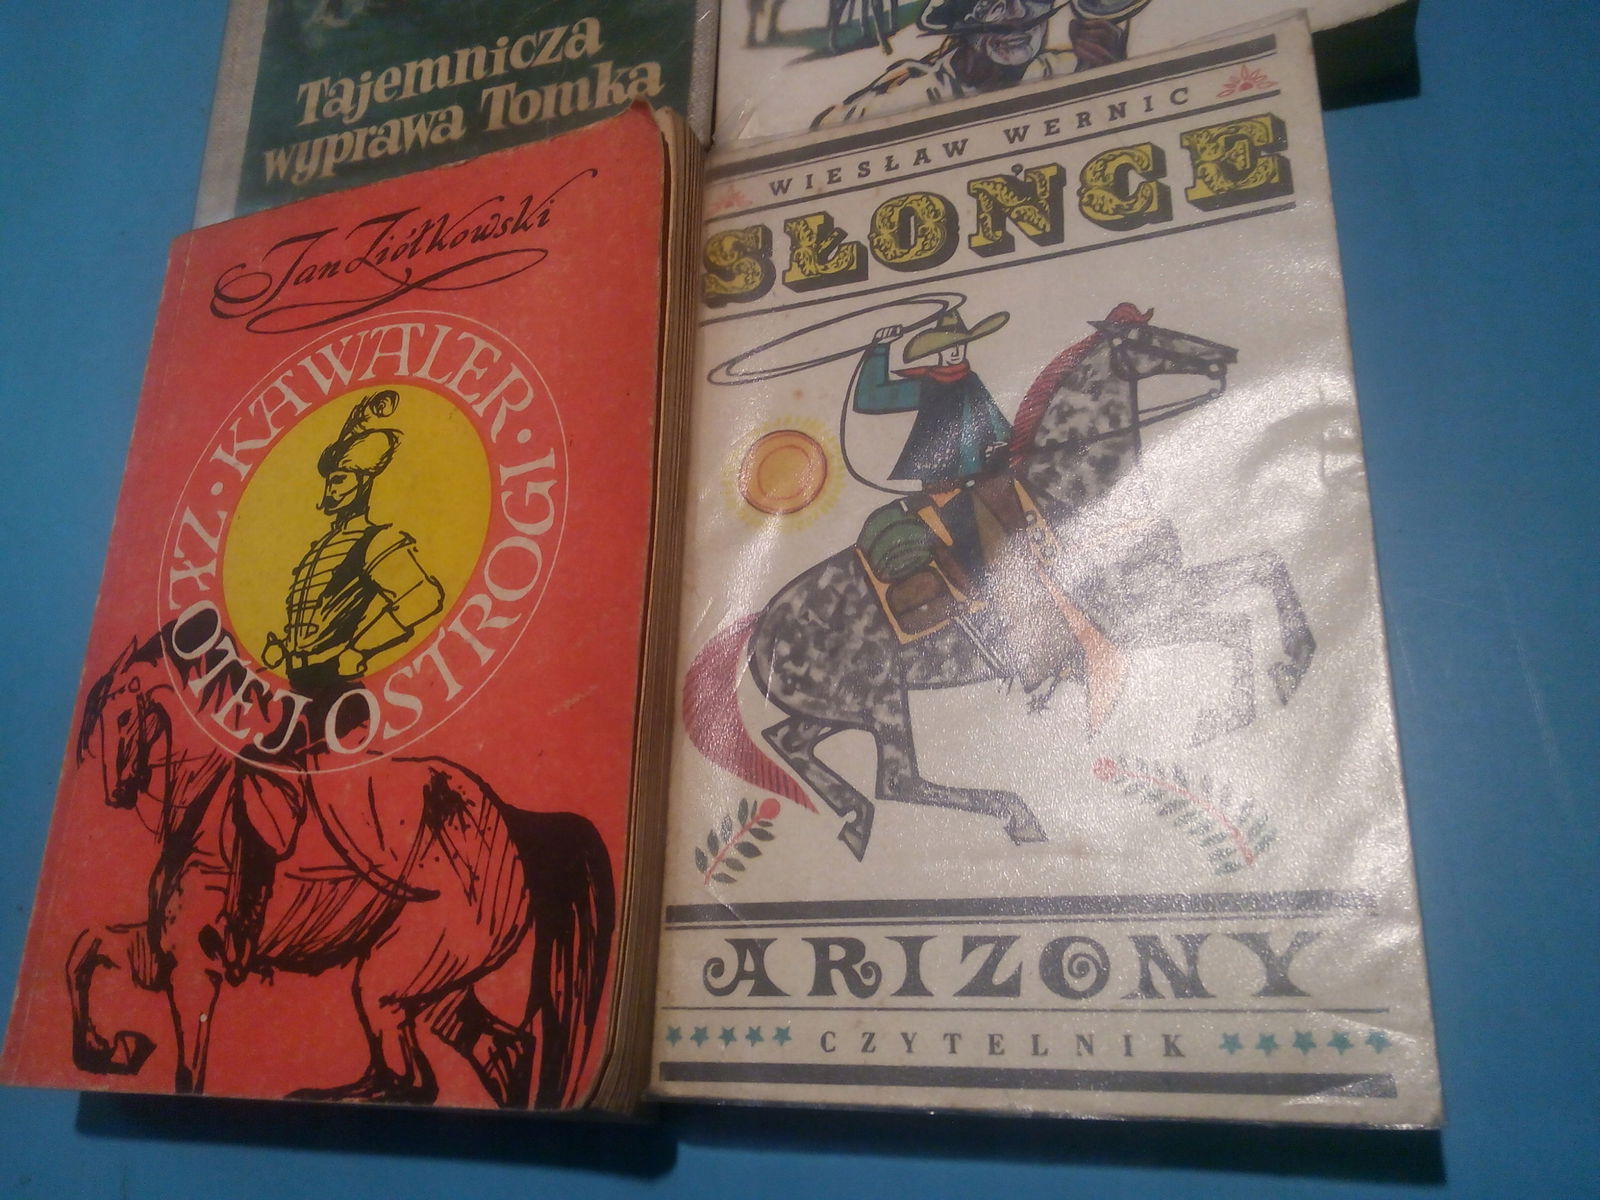 Tajemnicza
wyprawa Tomka
Jan Ziółkowski
KAWALER · ZŁOTEJ OSTROGI ·
WIESŁAW WERNIC
SŁOŃCE
ARIZONY
CZYTELNIK